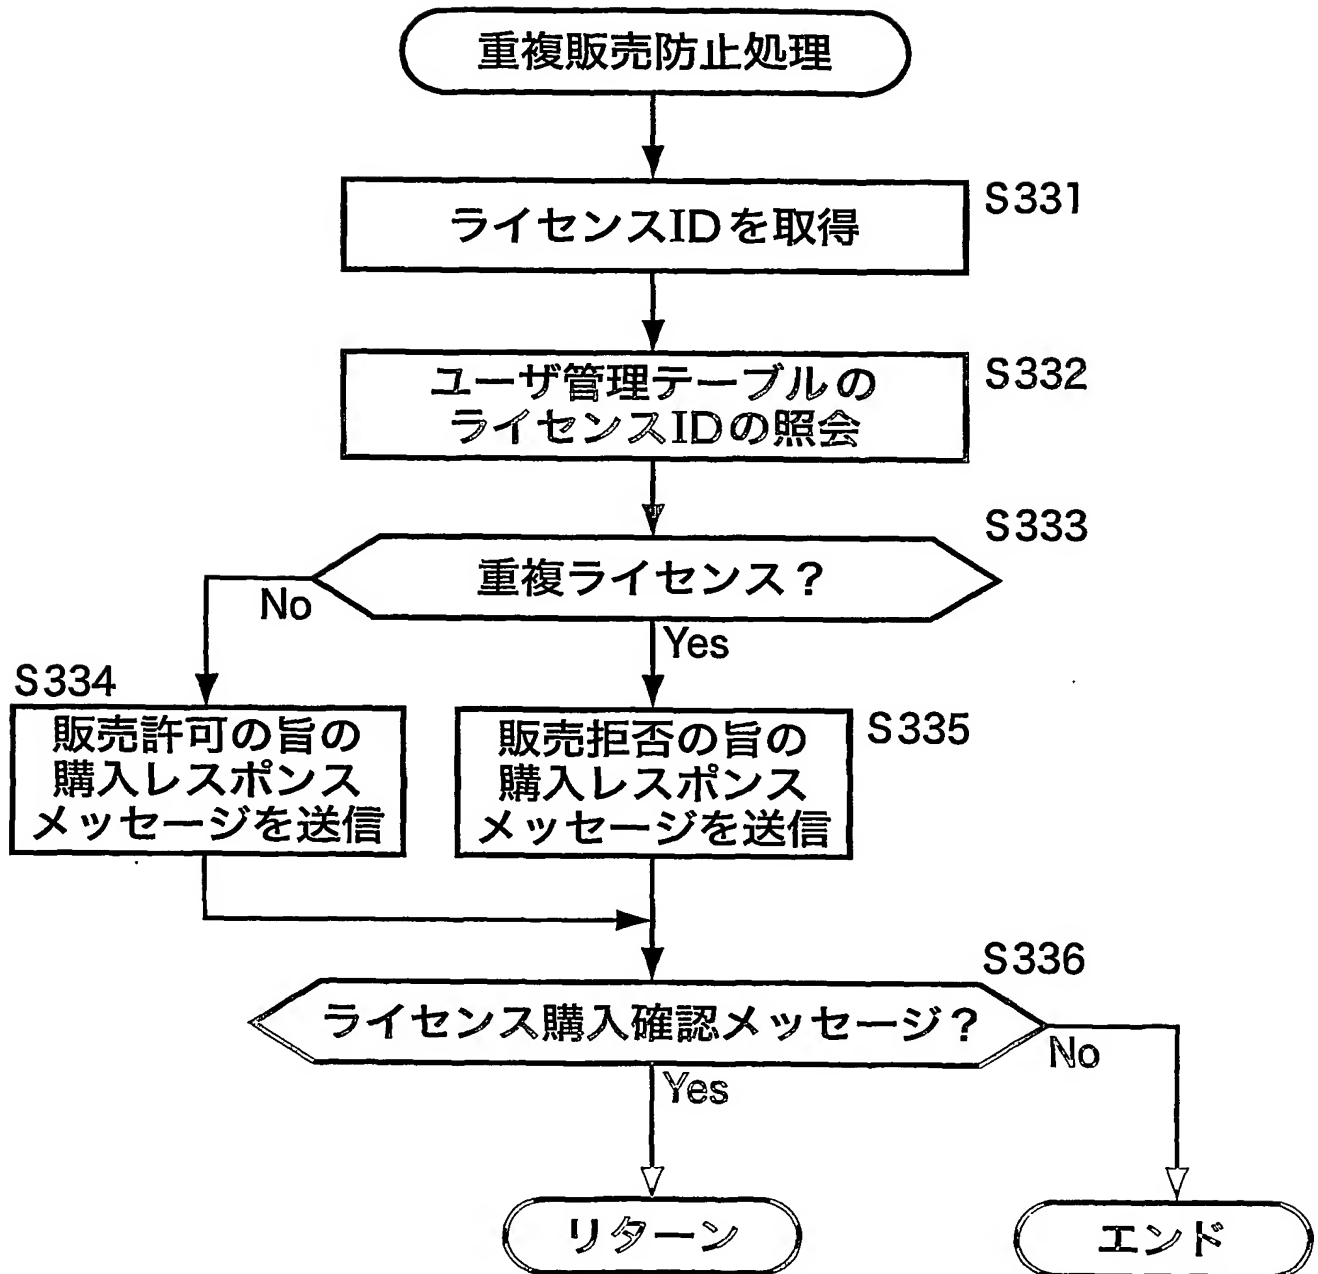 重複販売防止処理
S331
ライセンスIDを取得
S332
ユーザ管理テーブルの
ライセンスIDの照会
S333
重複ライセンス？
No
Yes
S334
販売許可の旨の
購入レスポンス
メッセージを送信
S335
販売拒否の旨の
購入レスポンス
メッセージを送信
S336
ライセンス購入確認メッセージ？
No
Yes
リターン
エンド